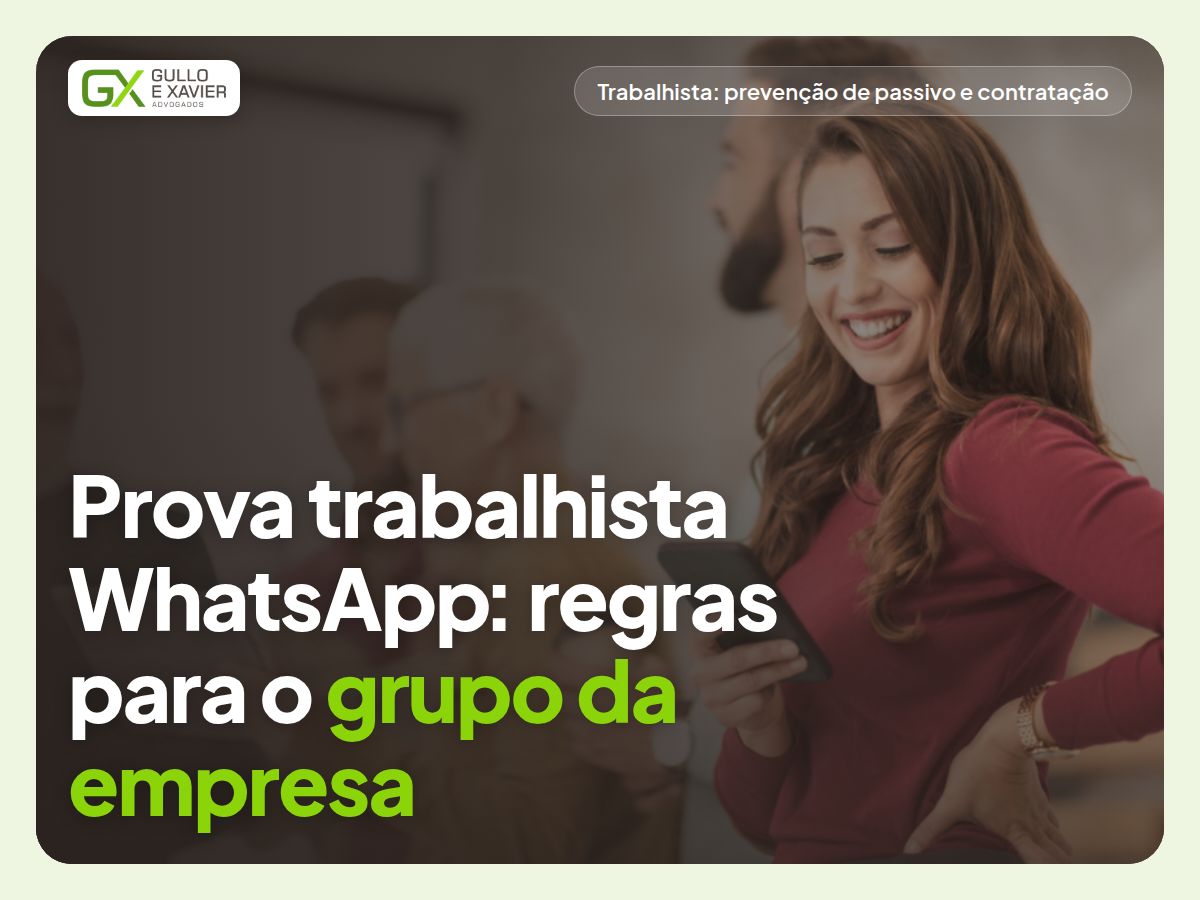 GX GULLO
E XAVIER
ADVOGADOS
Trabalhista: prevenção de passivo e contratação
Prova trabalhista
WhatsApp: regras
para o grupo da
empresa